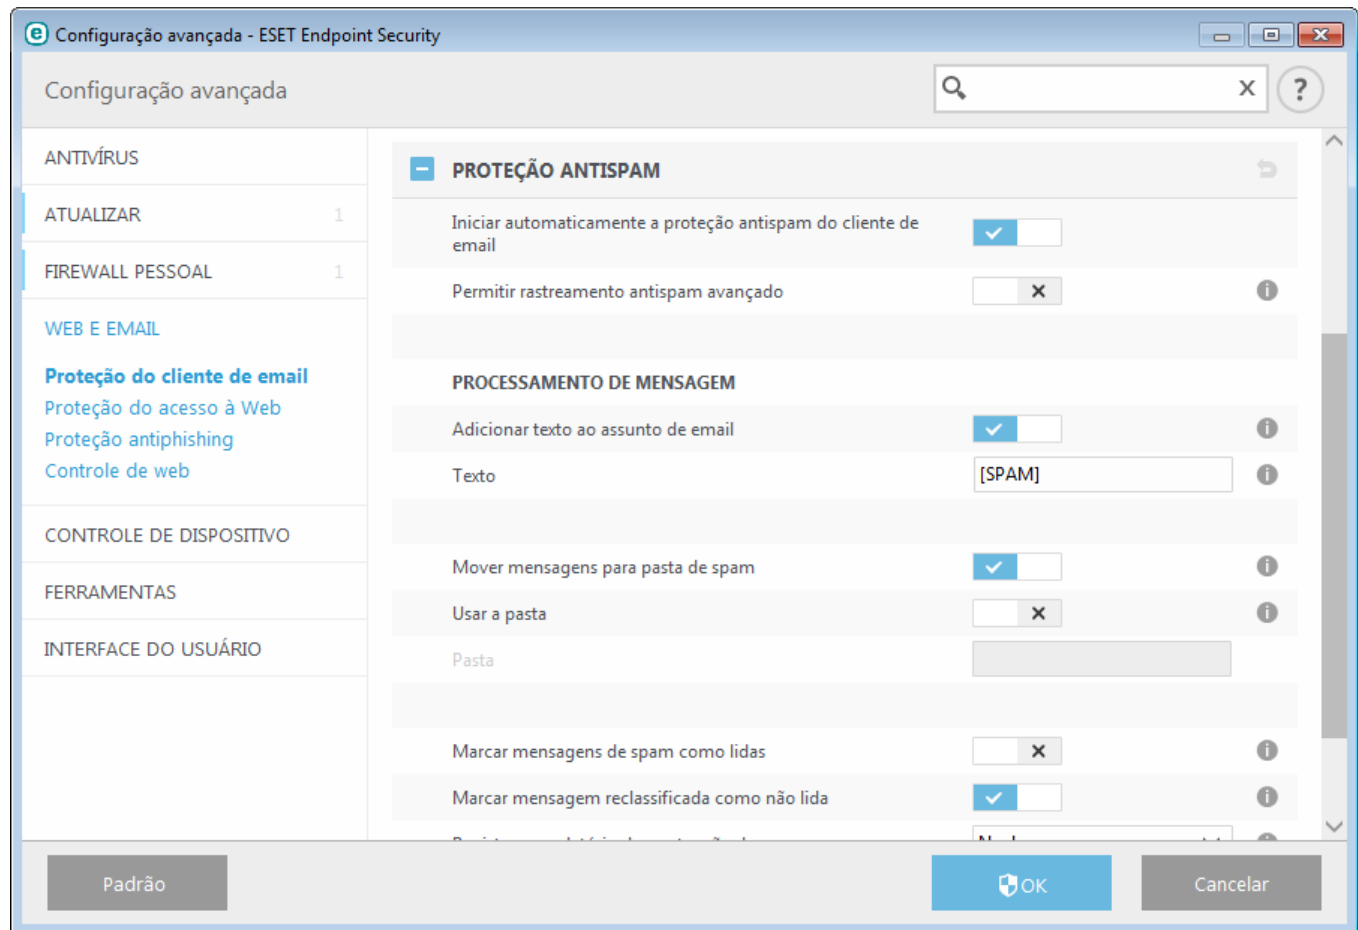 Configuração avançada - ESET Endpoint Security
Configuração avançada
ANTIVÍRUS
ATUALIZAR 1
FIREWALL PESSOAL 1
WEB E EMAIL
Proteção do cliente de email
Proteção do acesso à Web
Proteção antiphishing
Controle de web
CONTROLE DE DISPOSITIVO
FERRAMENTAS
INTERFACE DO USUÁRIO
PROTEÇÃO ANTISPAM
Iniciar automaticamente a proteção antispam do cliente de
email
Permitir rastreamento antispam avançado
PROCESSAMENTO DE MENSAGEM
Adicionar texto ao assunto de email
Texto [SPAM]
Mover mensagens para pasta de spam
Usar a pasta
Pasta
Marcar mensagens de spam como lidas
Marcar mensagem reclassificada como não lida
Padrão
OK
Cancelar